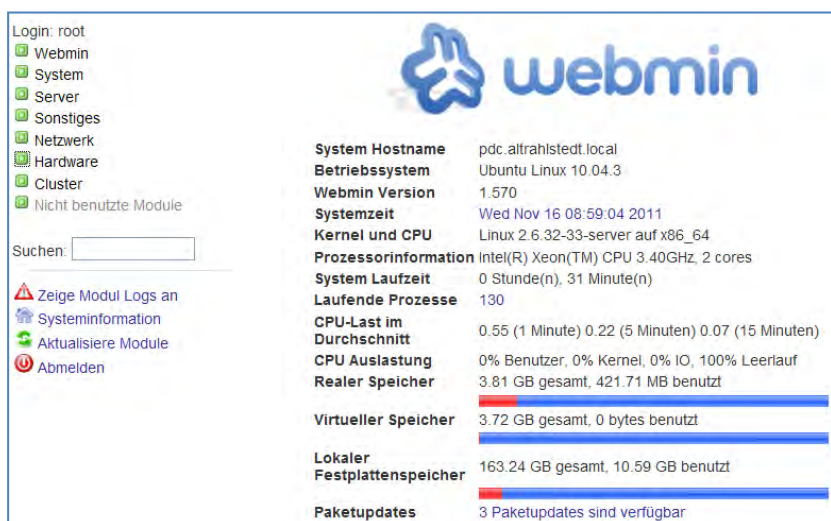 Login: root
Webmin
System
Server
Sonstiges
Netzwerk
Hardware
Cluster
Nicht benutzte Module
Suchen:
Zeige Modul Logs an
Systeminformation
Aktualisiere Module
Abmelden
webmin
System Hostname pdc.altrahlstedt.local
Betriebssystem Ubuntu Linux 10.04.3
Webmin Version 1.570
Systemzeit Wed Nov 16 08:59:04 2011
Kernel und CPU Linux 2.6.32-33-server auf x86_64
Prozessorinformation Intel(R) Xeon(TM) CPU 3.40GHz, 2 cores
System Laufzeit 0 Stunde(n), 31 Minute(n)
Laufende Prozesse 130
CPU-Last im
Durchschnitt 0.55 (1 Minute) 0.22 (5 Minuten) 0.07 (15 Minuten)
CPU Auslastung 0% Benutzer, 0% Kernel, 0% IO, 100% Leerlauf
Realer Speicher 3.81 GB gesamt, 421.71 MB benutzt
Virtueller Speicher 3.72 GB gesamt, 0 bytes benutzt
Lokaler
Festplattenspeicher 163.24 GB gesamt, 10.59 GB benutzt
Paketupdates 3 Paketupdates sind verfügbar